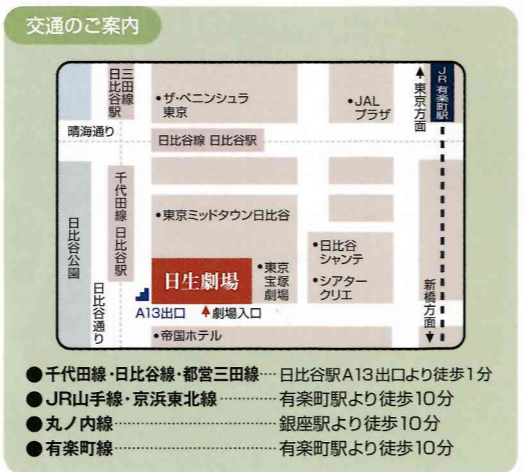 交通のご案内
三田線
日比谷駅
•ザ・ペニンシュラ
東京
•JAL
プラザ
東京方面
JR 有楽町駅
晴海通り
日比谷線 日比谷駅
千代田線 日比谷駅
•東京ミッドタウン日比谷
日比谷公園
日比谷通り
日生劇場
•東京
宝塚
劇場
•日比谷
シャンテ
•シアター
クリエ
新橋方面
A13出口
劇場入口
•帝国ホテル
●千代田線・日比谷線・都営三田線…日比谷駅A13出口より徒歩1分
●JR山手線・京浜東北線…………有楽町駅より徒歩10分
●丸ノ内線…………………………銀座駅より徒歩10分
●有楽町線…………………………有楽町駅より徒歩10分